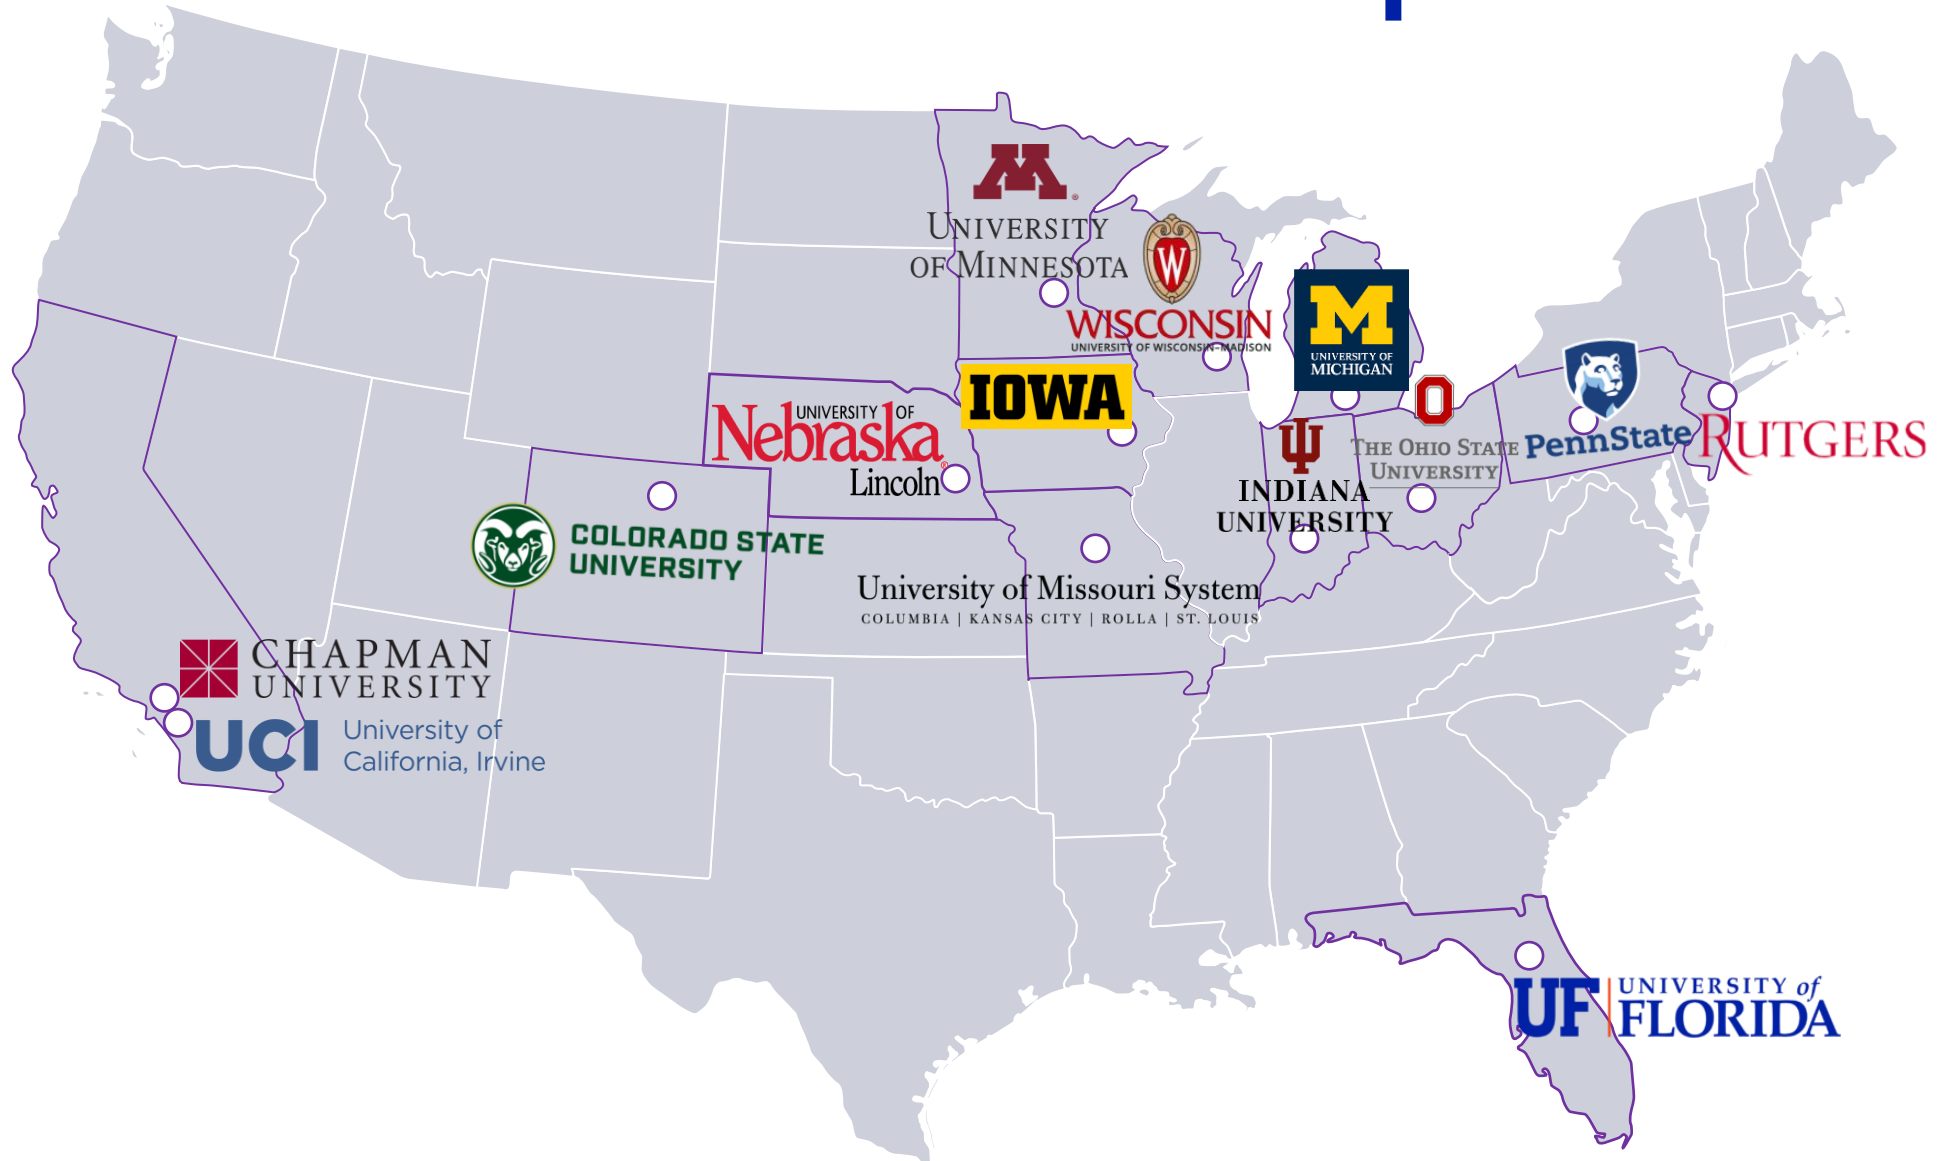 M
UNIVERSITY
OF MINNESOTA
W
WISCONSIN
UNIVERSITY OF WISCONSIN–MADISON
M
UNIVERSITY OF
MICHIGAN
IOWA
UNIVERSITY OF
Nebraska
Lincoln
O
THE OHIO STATE
UNIVERSITY
PennState
RUTGERS
INDIANA
UNIVERSITY
COLORADO STATE
UNIVERSITY
University of Missouri System
COLUMBIA | KANSAS CITY | ROLLA | ST. LOUIS
CHAPMAN
UNIVERSITY
UCI University of
California, Irvine
UF UNIVERSITY of
FLORIDA